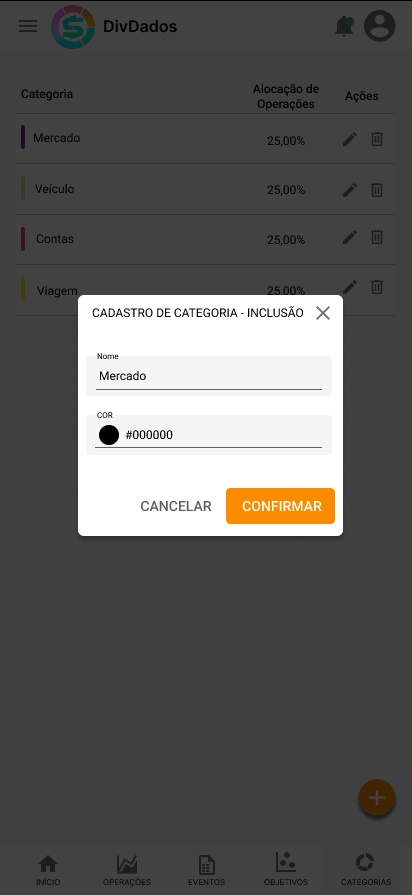 DivDados
Categoria
Alocação de
Operações
Ações
Mercado
25,00%
Veículo
25,00%
Contas
25,00%
Viagem
25,00%
CADASTRO DE CATEGORIA - INCLUSÃO
Nome
Mercado
COR
#000000
CANCELAR
CONFIRMAR
INÍCIO
OPERAÇÕES
EVENTOS
OBJETIVOS
CATEGORIAS